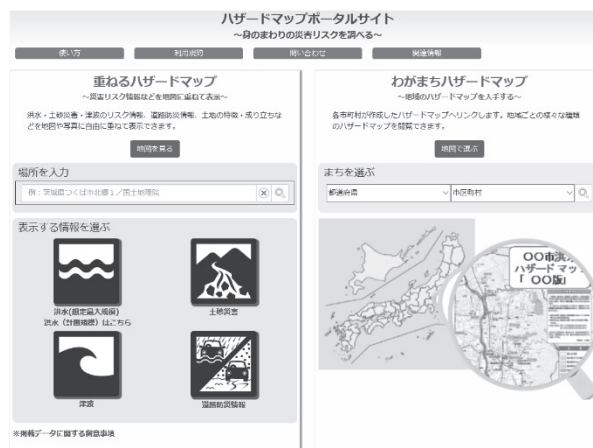 ハザードマップポータルサイト
～身のまわりの災害リスクを調べる～
使い方
利用規約
問い合わせ
関連情報
重ねるハザードマップ
～災害リスク情報などを地図に重ねて表示～
洪水・土砂災害・津波のリスク情報、道路防災情報、土地の特徴・成り立ちな
どを地図や写真に自由に重ねて表示できます。
地図を見る
場所を入力
例：茨城県つくば市北郷1／国土地理院
表示する情報を選ぶ
洪水(想定最大規模)
洪水（計画規模）はこちら
土砂災害
津波
道路防災情報
※掲載データに関する留意事項
わがまちハザードマップ
～地域のハザードマップを入手する～
各市町村が作成したハザードマップへリンクします。地域ごとの様々な種類
のハザードマップを閲覧できます。
地図で選ぶ
まちを選ぶ
都道府県
市区町村
〇〇市洪水
ハザードマップ
「〇〇版」